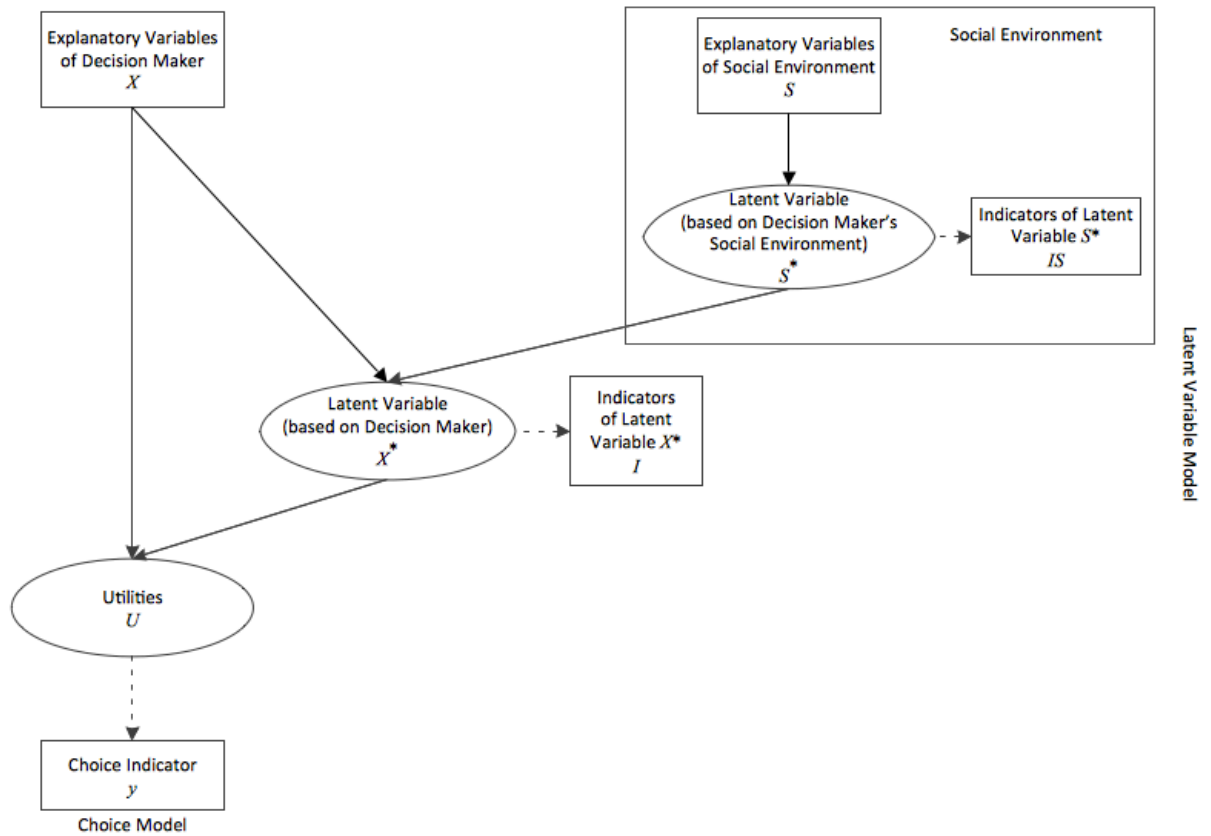 Explanatory Variables
of Decision Maker
X
Social Environment
Explanatory Variables
of Social Environment
S
Latent Variable
(based on Decision Maker's
Social Environment)
S*
Indicators of Latent
Variable S*
IS
Latent Variable
(based on Decision Maker)
X*
Indicators
of Latent
Variable X*
I
Latent Variable Model
Utilities
U
Choice Indicator
y
Choice Model